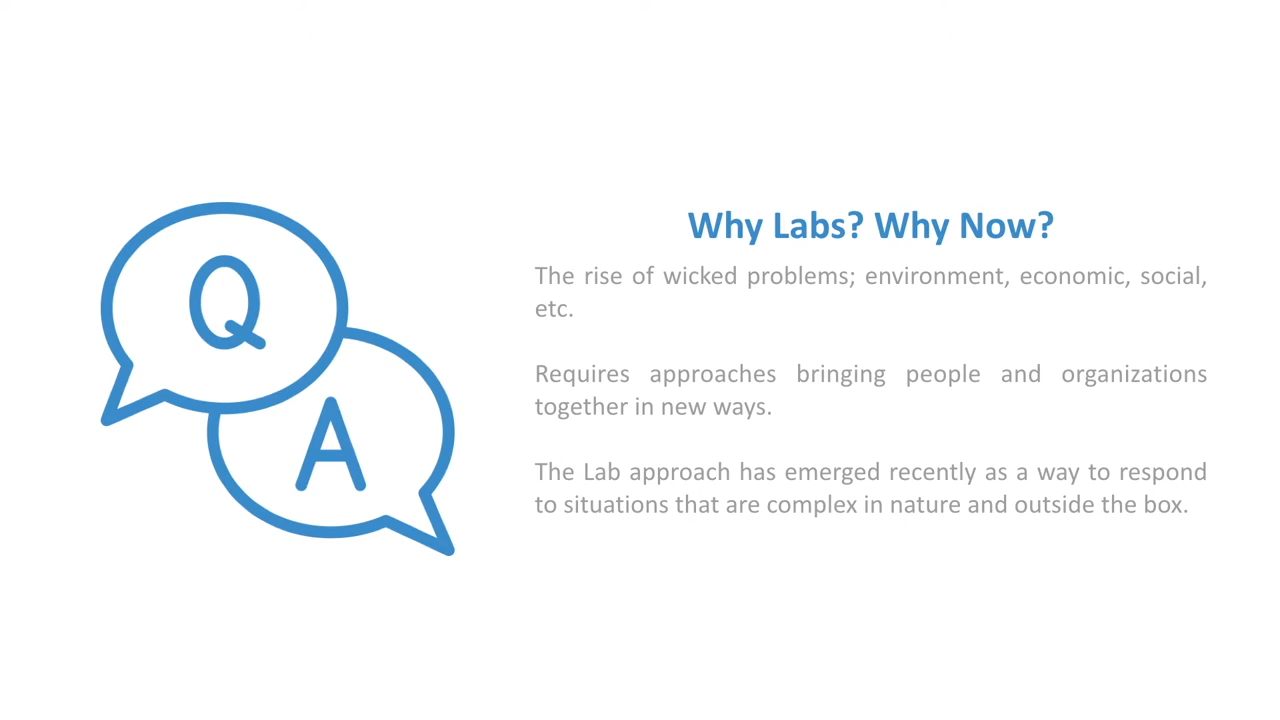 Q
A
Why Labs? Why Now?
The rise of wicked problems; environment, economic, social,
etc.
Requires approaches bringing people and organizations
together in new ways.
The Lab approach has emerged recently as a way to respond
to situations that are complex in nature and outside the box.